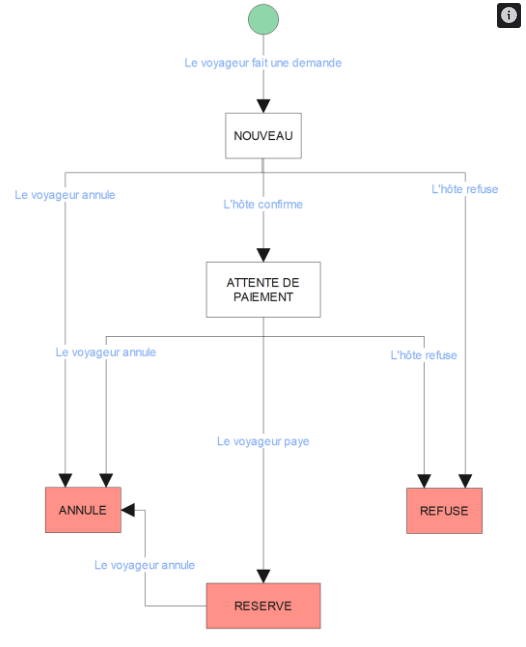 Le voyageur fait une demande
NOUVEAU
Le voyageur annule
L'hôte confirme
L'hôte refuse
ATTENTE DE
PAIEMENT
Le voyageur annule
L'hôte refuse
Le voyageur paye
ANNULE
REFUSE
Le voyageur annule
RESERVE